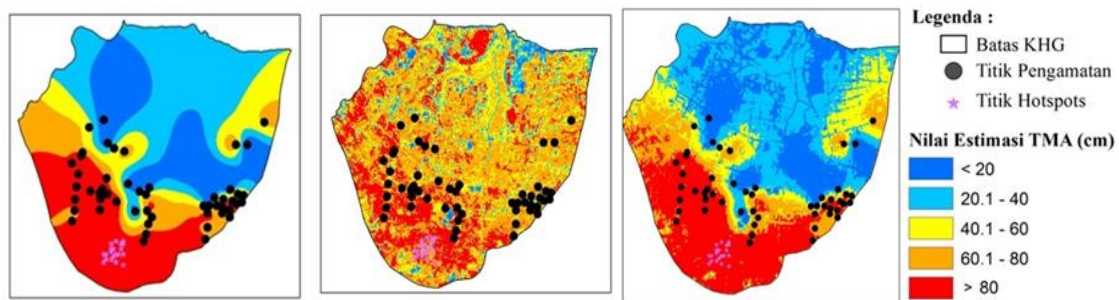 Legenda :
Batas KHG
Titik Pengamatan
Titik Hotspots
Nilai Estimasi TMA (cm)
< 20
20.1 - 40
40.1 - 60
60.1 - 80
> 80